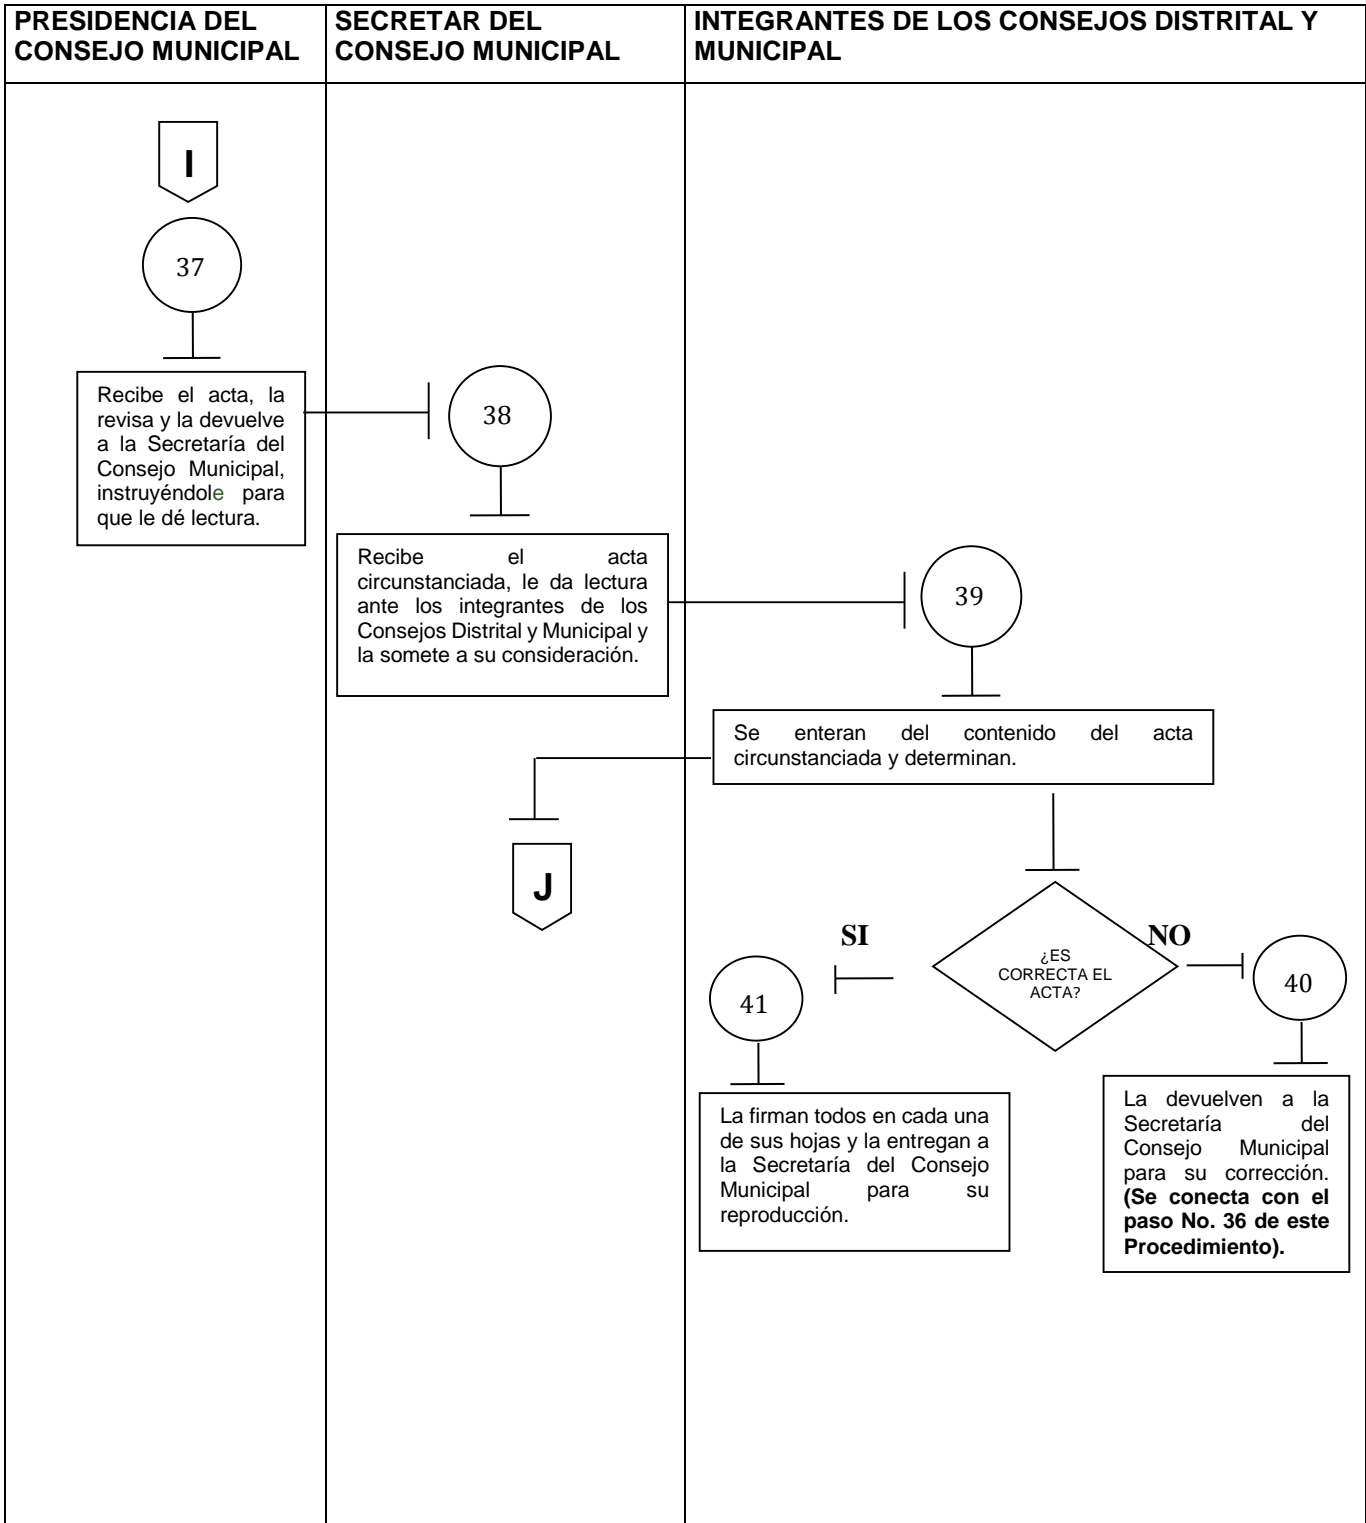 PRESIDENCIA DEL
CONSEJO MUNICIPAL
SECRETAR DEL
CONSEJO MUNICIPAL
INTEGRANTES DE LOS CONSEJOS DISTRITAL Y
MUNICIPAL
I
37
Recibe el acta, la
revisa y la devuelve
a la Secretaría del
Consejo Municipal,
instruyéndole para
que le dé lectura.
38
Recibe el acta
circunstanciada, le da lectura
ante los integrantes de los
Consejos Distrital y Municipal y
la somete a su consideración.
39
Se enteran del contenido del acta
circunstanciada y determinan.
J
¿ES
CORRECTA EL
ACTA?
SI
NO
41
La firman todos en cada una
de sus hojas y la entregan a
la Secretaría del Consejo
Municipal para su
reproducción.
40
La devuelven a la
Secretaría del
Consejo Municipal
para su corrección.
(Se conecta con el
paso No. 36 de este
Procedimiento).